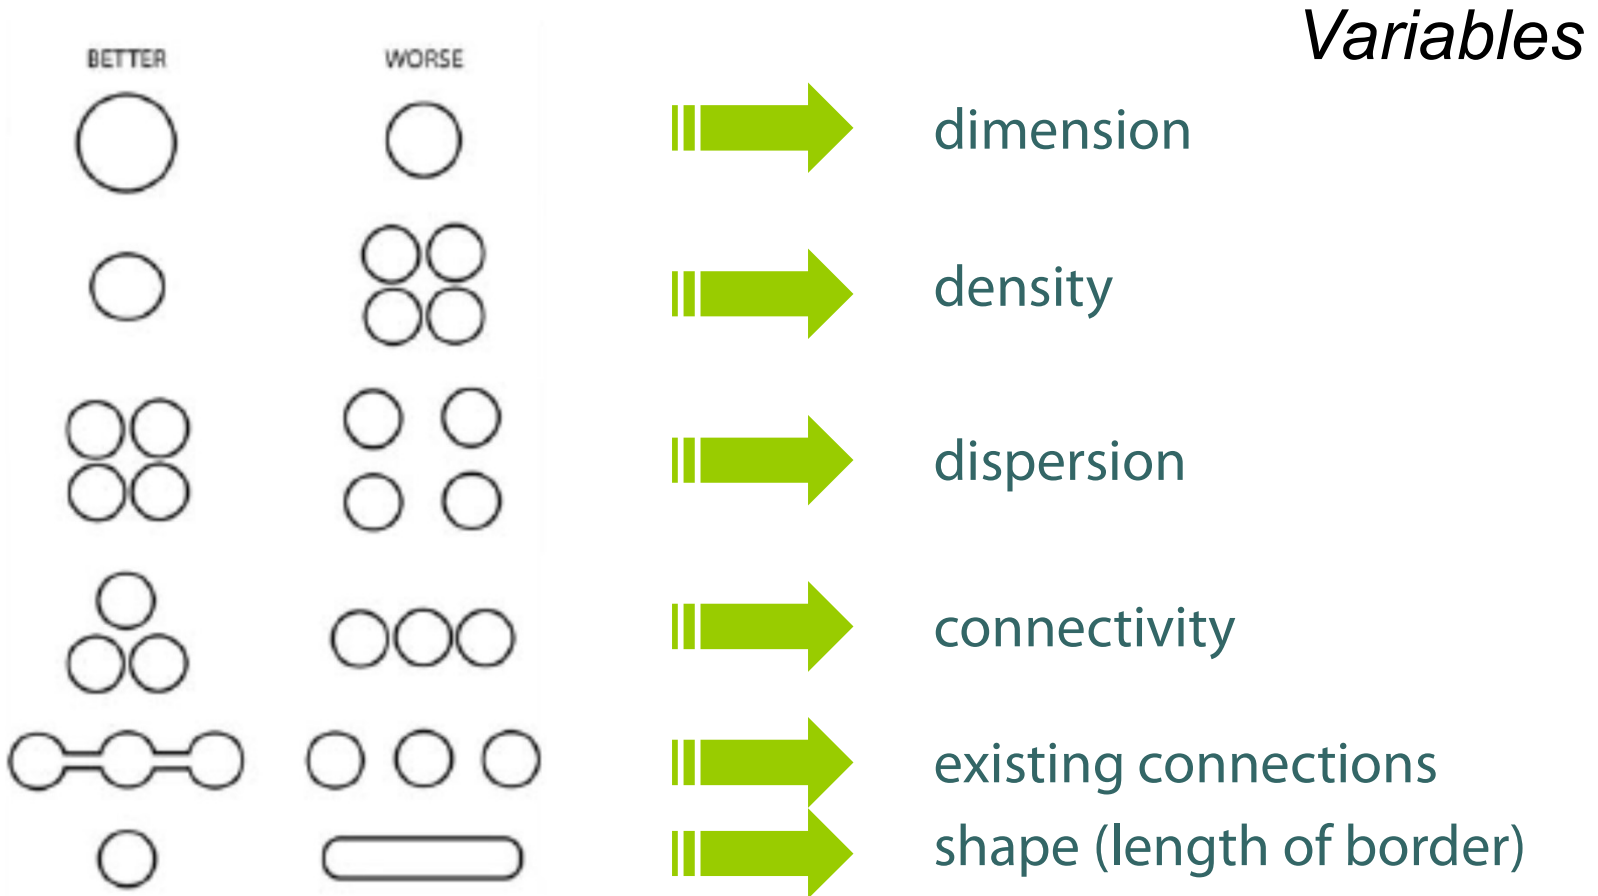 Variables
BETTER
WORSE
dimension
density
dispersion
connectivity
existing connections
shape (length of border)